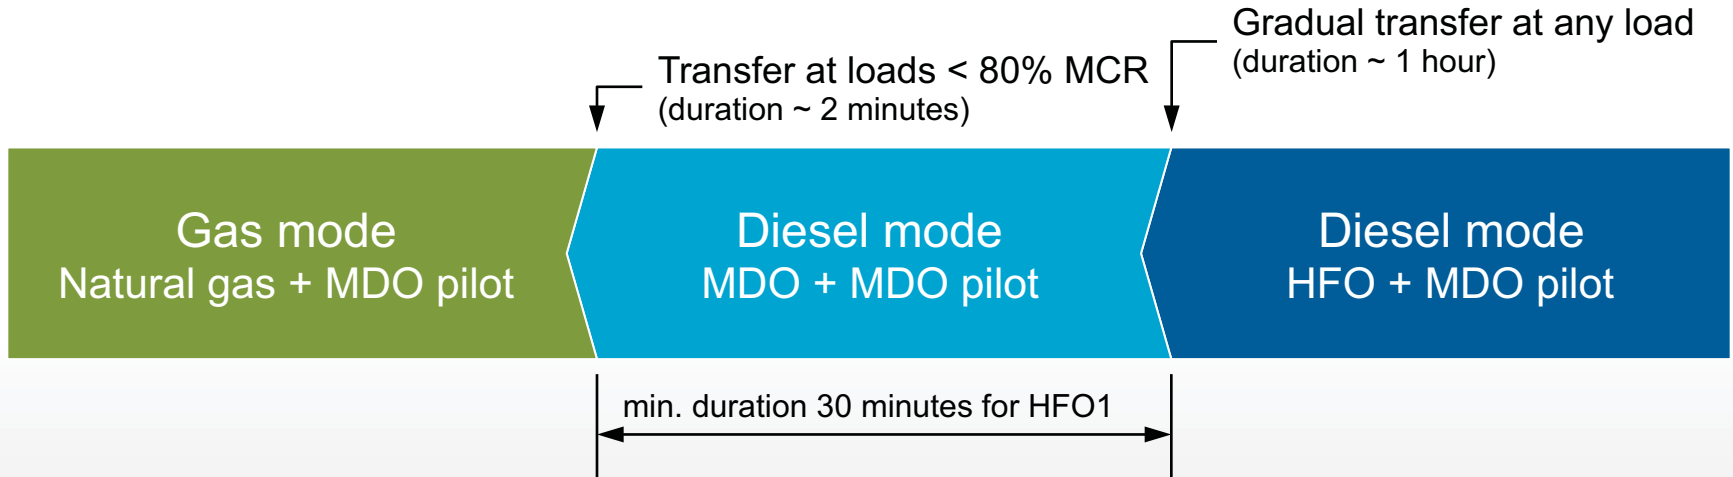 Gradual transfer at any load
(duration ~ 1 hour)
Transfer at loads < 80% MCR
(duration ~ 2 minutes)
Gas mode
Natural gas + MDO pilot
Diesel mode
MDO + MDO pilot
Diesel mode
HFO + MDO pilot
min. duration 30 minutes for HFO1